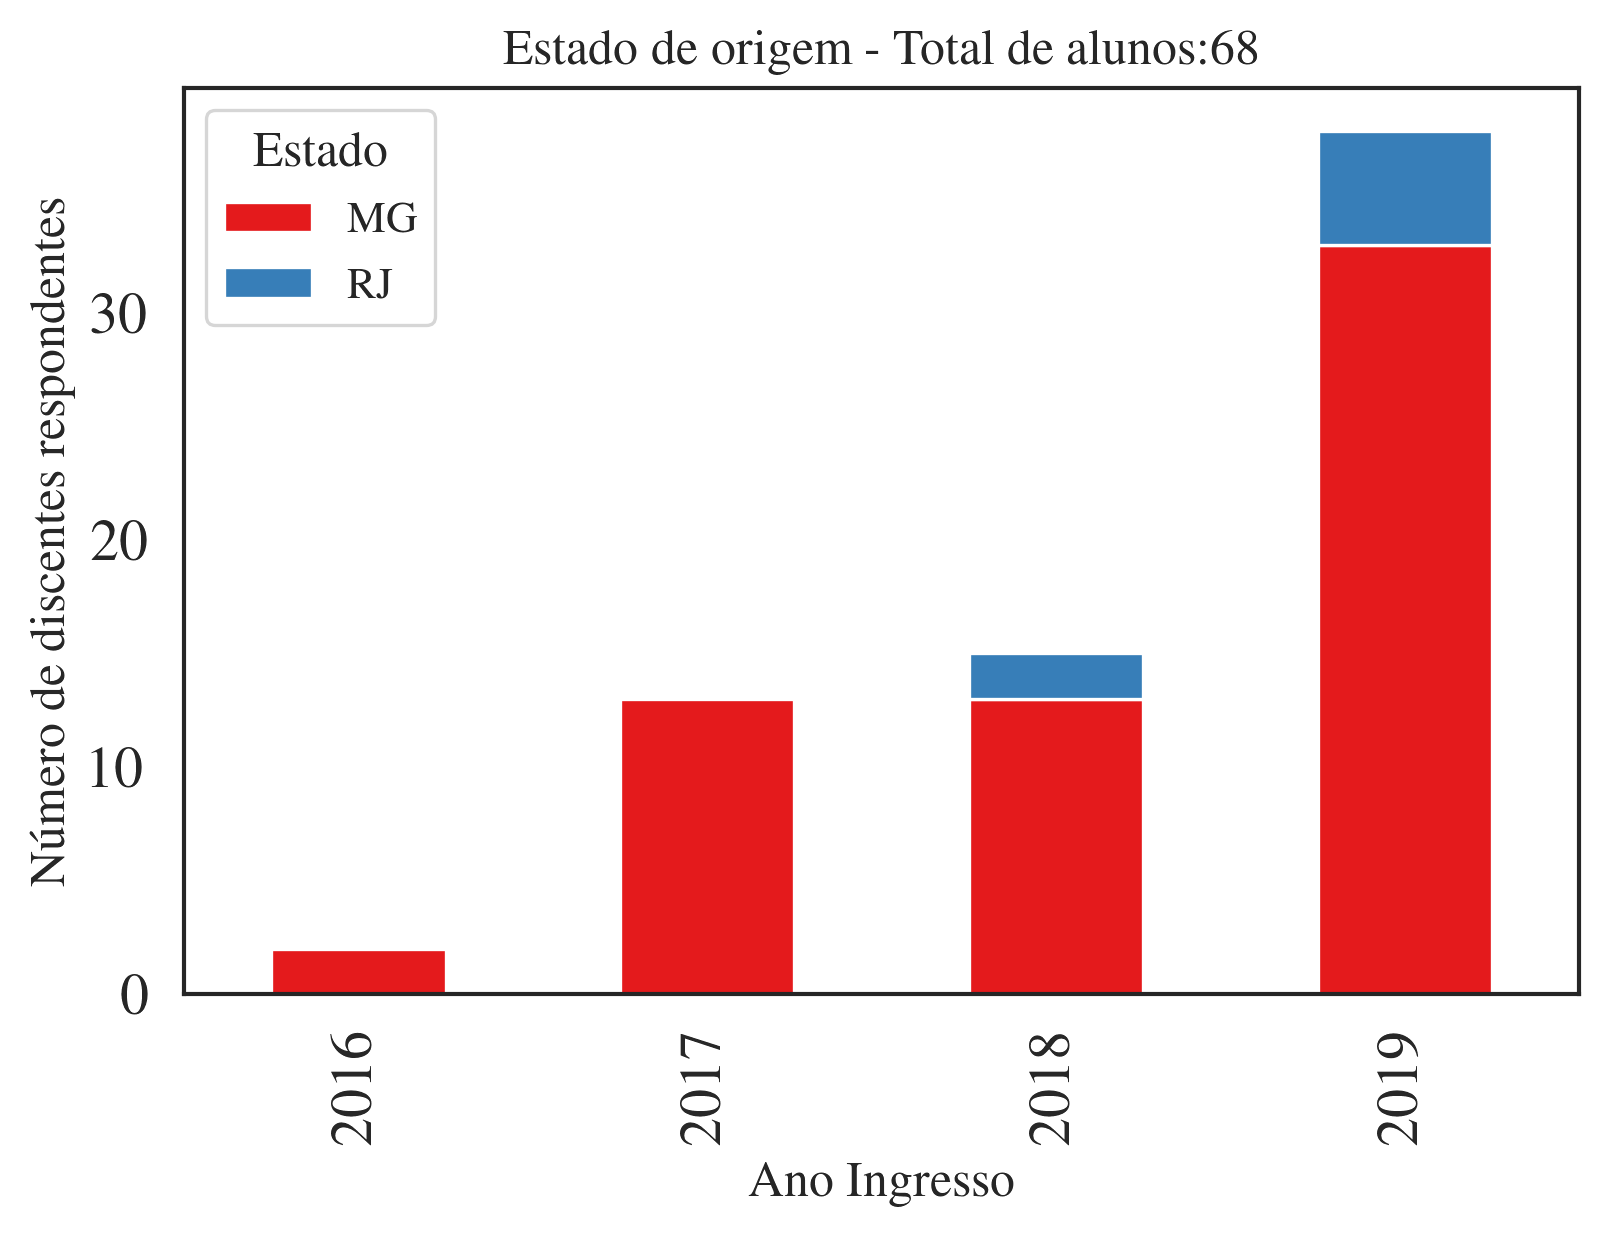 Estado de origem - Total de alunos:68
Estado
MG
RJ
Número de discentes respondentes
30
20
10
0
2016
2017
2018
2019
Ano Ingresso